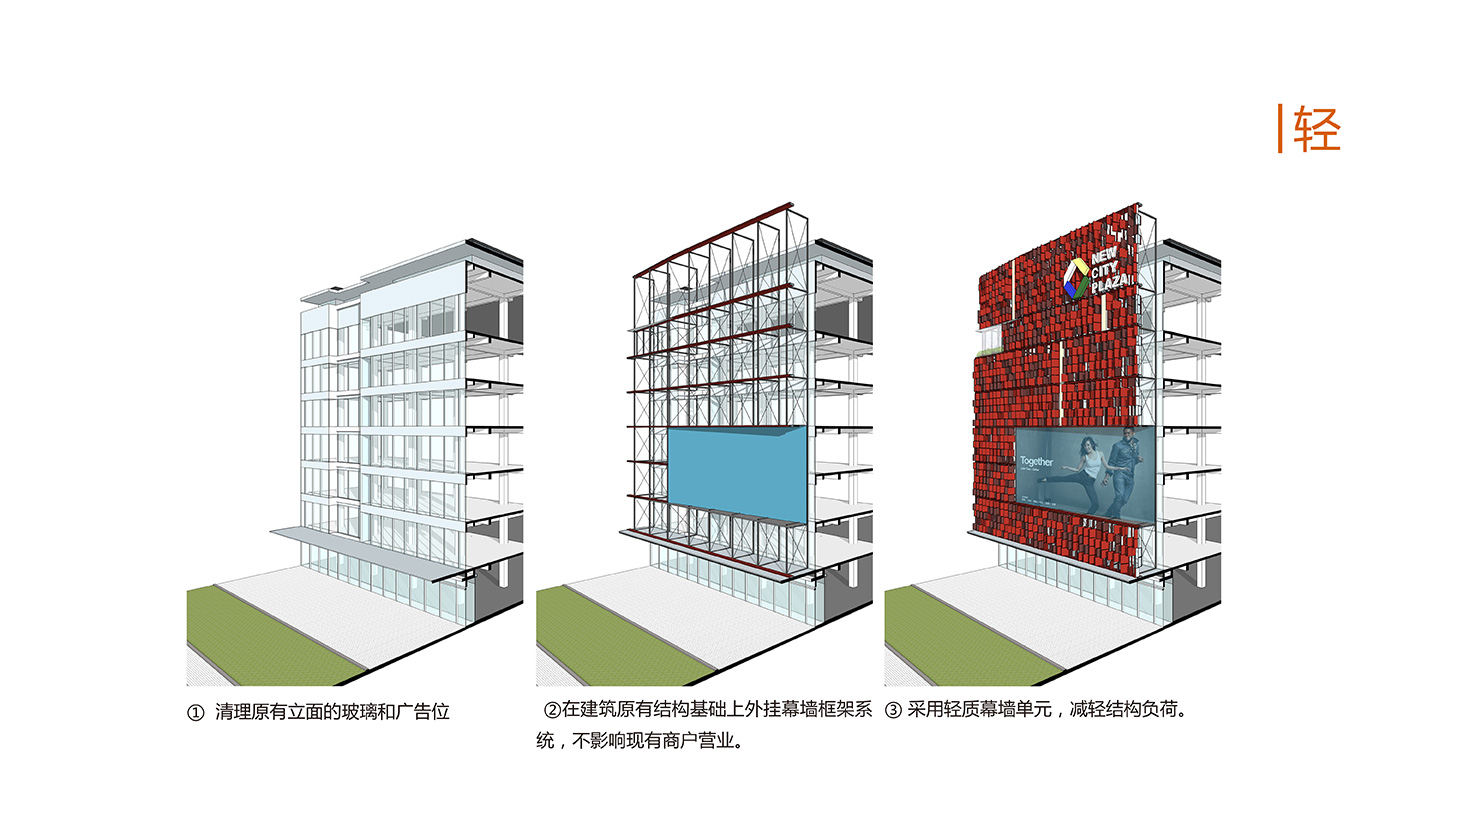 轻
NEW
CITY
PLAZA
Together
① 清理原有立面的玻璃和广告位
②在建筑原有结构基础上外挂幕墙框架系
统，不影响现有商户营业。
③ 采用轻质幕墙单元，减轻结构负荷。